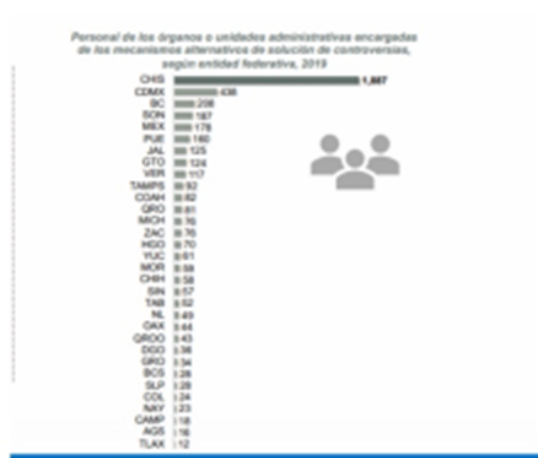 Personal de los órganos o unidades administrativas encargadas
de los mecanismos alternativos de solución de controversias,
según entidad federativa, 2019
CHIS
CDMX 438
BC 208
SON 187
MEX 178
PUE 160
JAL 125
GTO 124
VER 117
TAMPS 92
COAH 82
QRO 81
MICH 76
ZAC 76
HGO 70
YUC 61
MOR
CHIH 58
SIN 57
TAB 52
NL 49
OAX 44
QROO 43
DGO 36
GRO 34
BCS 28
SLP 28
COL 24
NAY 23
CAMP 18
AGS 16
TLAX 12